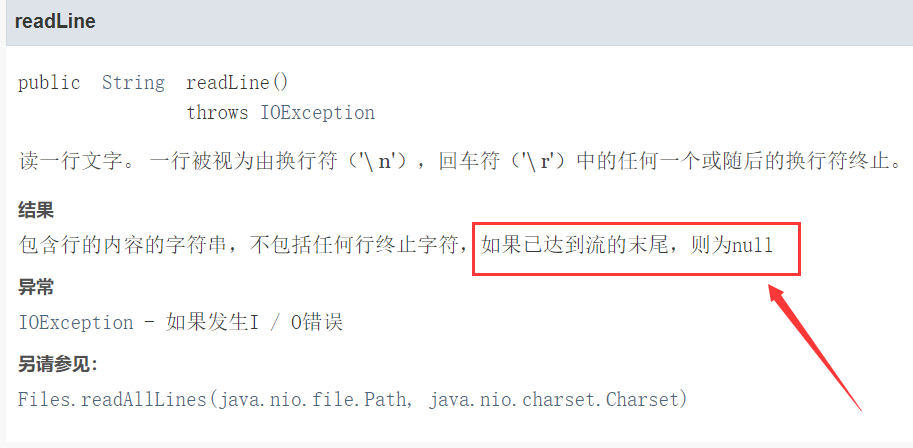 readLine
public String readLine()
throws IOException
读一行文字。 一行被视为由换行符（'\ n'），回车符（'\ r'）中的任何一个或随后的换行符终止。
结果
包含行的内容的字符串，不包括任何行终止字符，如果已达到流的末尾，则为null
异常
IOException - 如果发生I / O错误
另请参见：
Files.readAllLines(java.nio.file.Path, java.nio.charset.Charset)